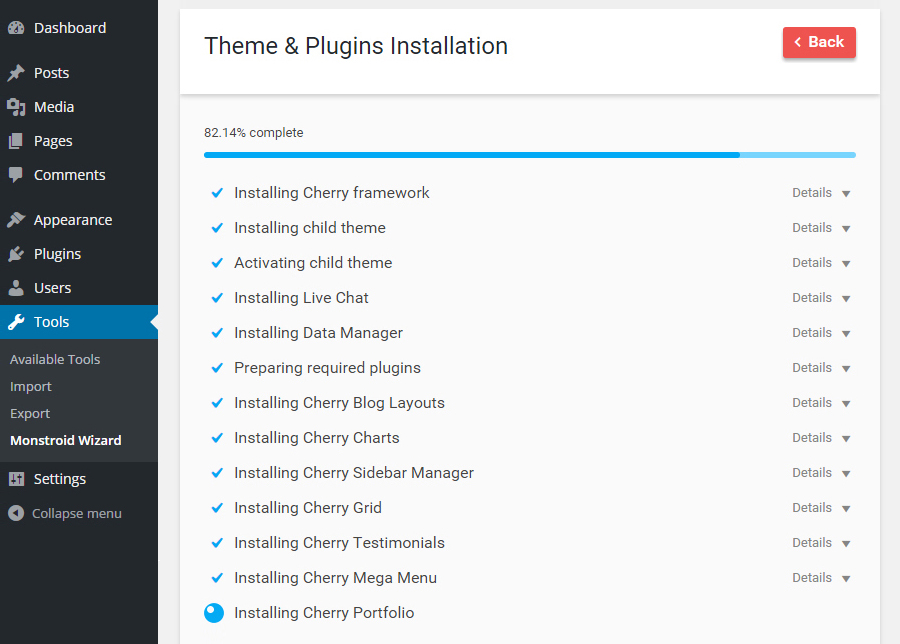 Dashboard
Posts
Media
Pages
Comments
Appearance
Plugins
Users
Tools
Available Tools
Import
Export
Monstroid Wizard
Settings
Collapse menu
Theme & Plugins Installation
Back
82.14% complete
Installing Cherry framework Details
Installing child theme Details
Activating child theme Details
Installing Live Chat Details
Installing Data Manager Details
Preparing required plugins Details
Installing Cherry Blog Layouts Details
Installing Cherry Charts Details
Installing Cherry Sidebar Manager Details
Installing Cherry Grid Details
Installing Cherry Testimonials Details
Installing Cherry Mega Menu Details
Installing Cherry Portfolio